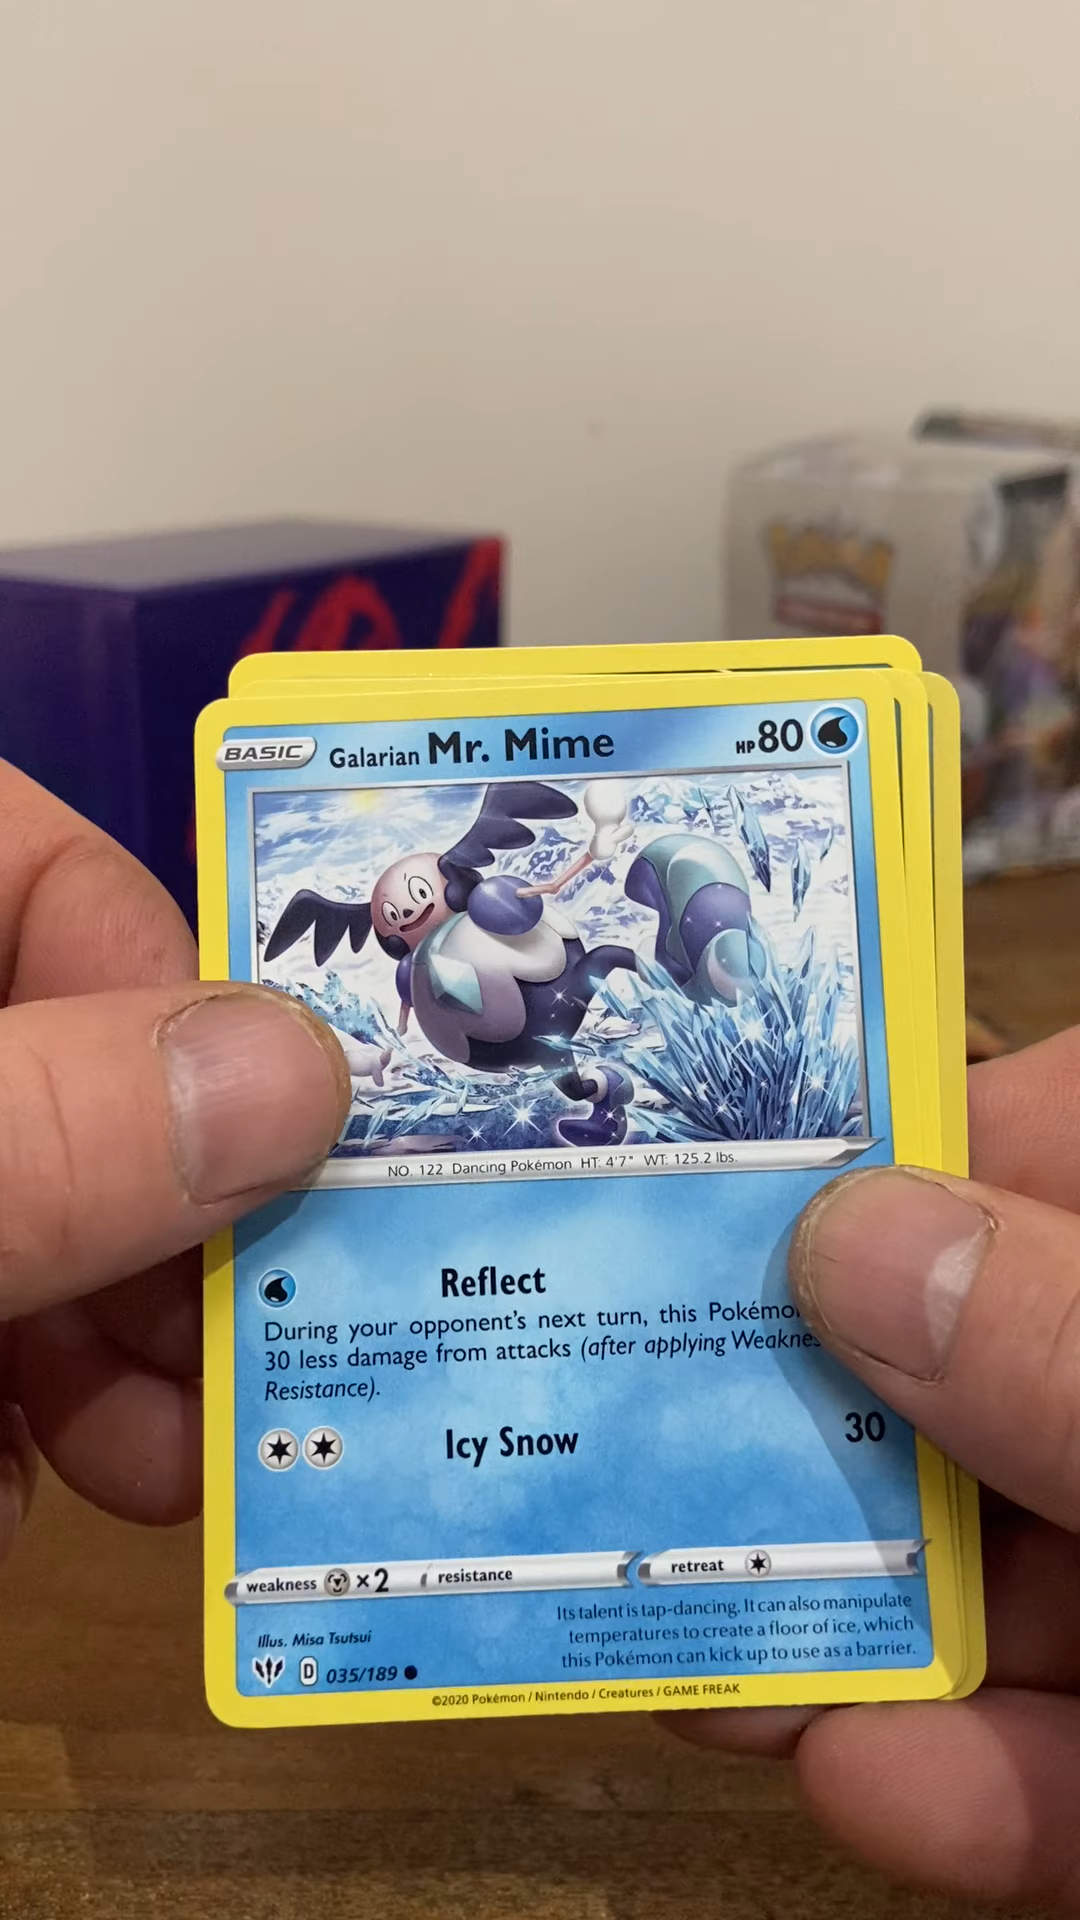 BASIC Galarian Mr. Mime HP 80
NO. 122 Dancing Pokémon HT: 4'7" WT: 125.2 lbs.
Reflect
During your opponent's next turn, this
30 less damage from attacks (after applying
Resistance).
Icy Snow 30
weakness ×2 resistance retreat
Its talent is tap-dancing. It can also manipulate
temperatures to create a floor of ice, which
this Pokémon can kick up to use as a barrier.
Illus. Misa Tsutsui
D 035/189
©2020 Pokémon / Nintendo / Creatures / GAME FREAK